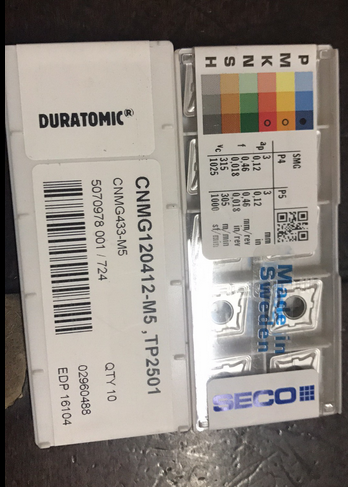 DURATOMIC®
CNMG120412-M5 , TP2501
CNMG433-M5
5070978 001 / 724
QTY 10
02960488
EDP 16104
P M K N S H
SMG P4 P5
ap 3 3 mm
0,12 0,12 in
f 0,46 0,46 mm/rev
0,018 0,018 in/rev
vc 315 305 m/min
1025 1000 sf/min
Made in
Sweden
SECO